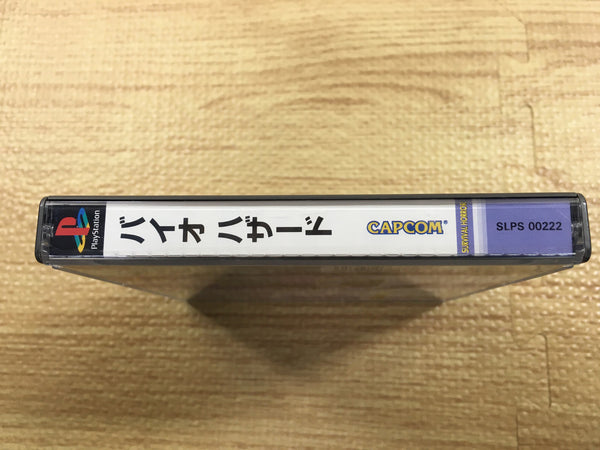 PlayStation
バイオ ハザード
CAPCOM
SURVIVAL HORROR
SLPS 00222